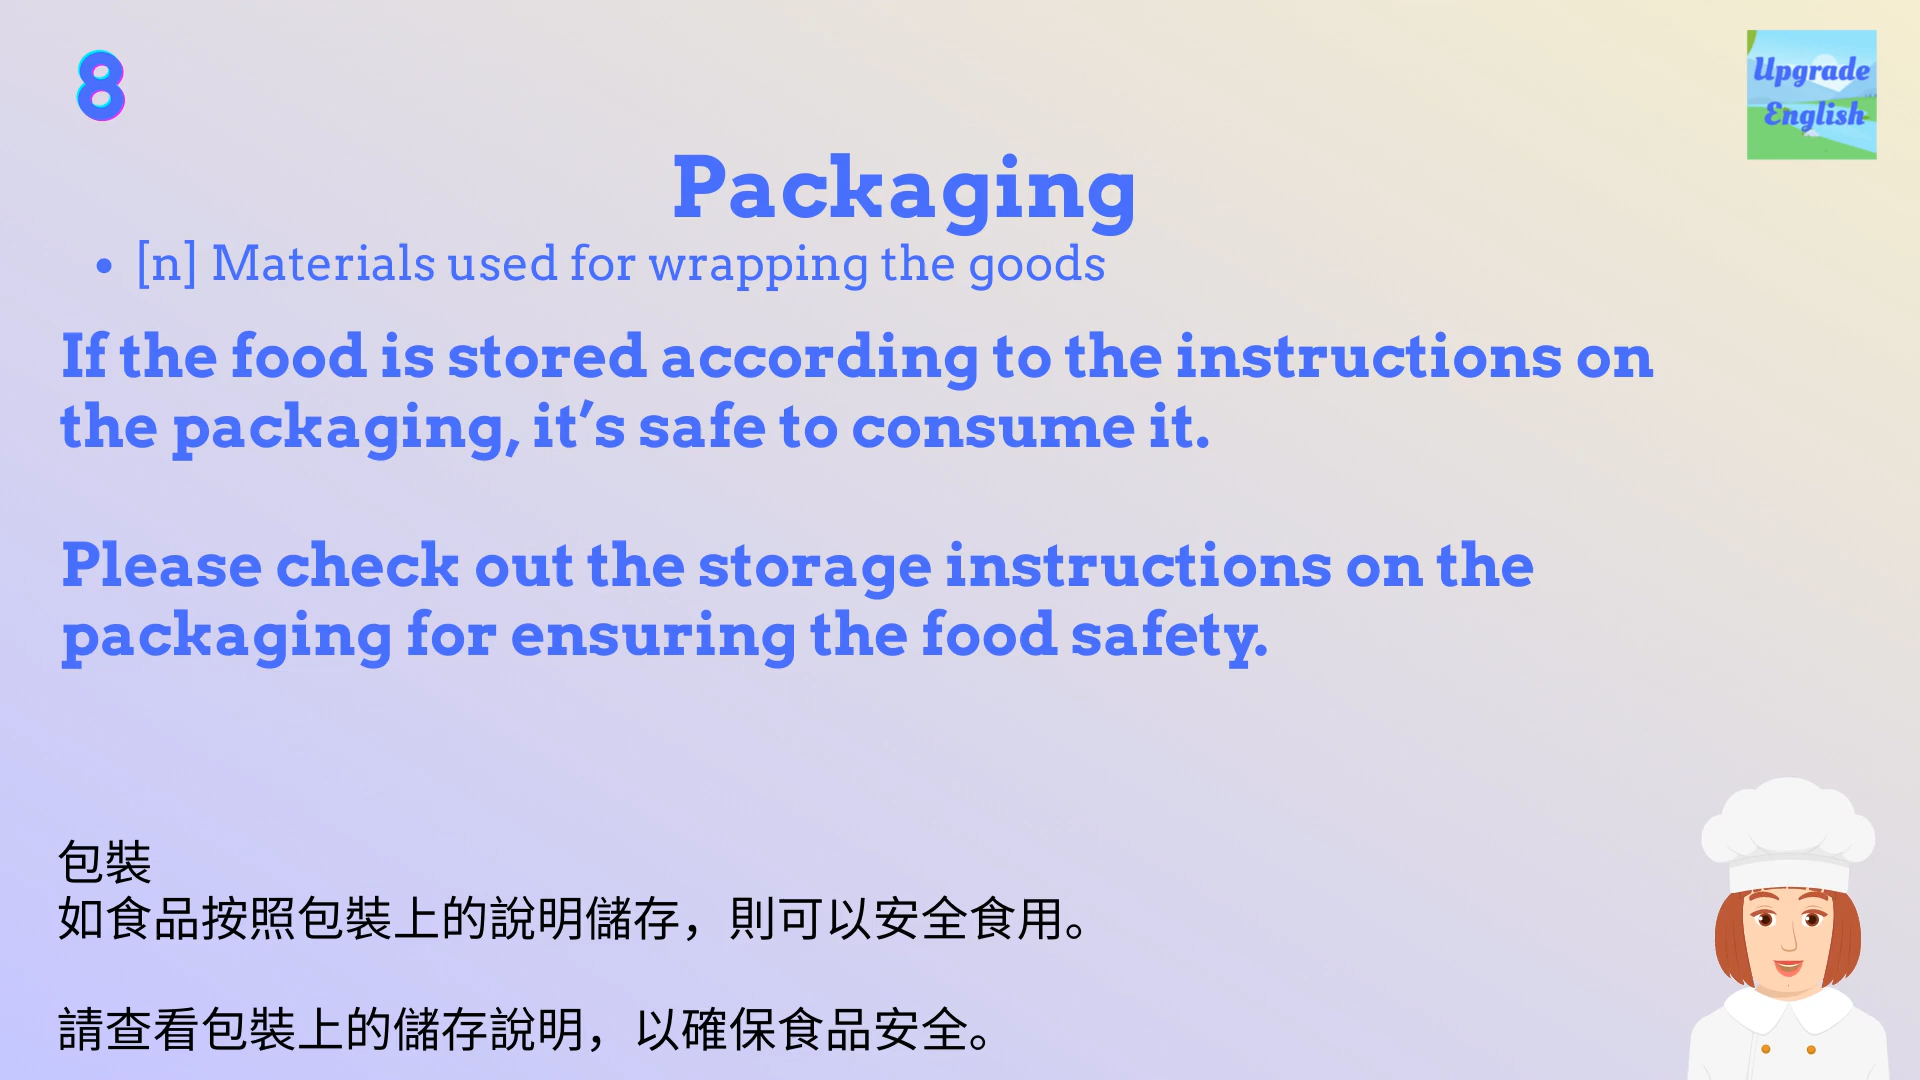 8
Upgrade
English
Packaging
• [n] Materials used for wrapping the goods
If the food is stored according to the instructions on
the packaging, it’s safe to consume it.
Please check out the storage instructions on the
packaging for ensuring the food safety.
包裝
如食品按照包裝上的說明儲存，則可以安全食用。
請查看包裝上的儲存說明，以確保食品安全。